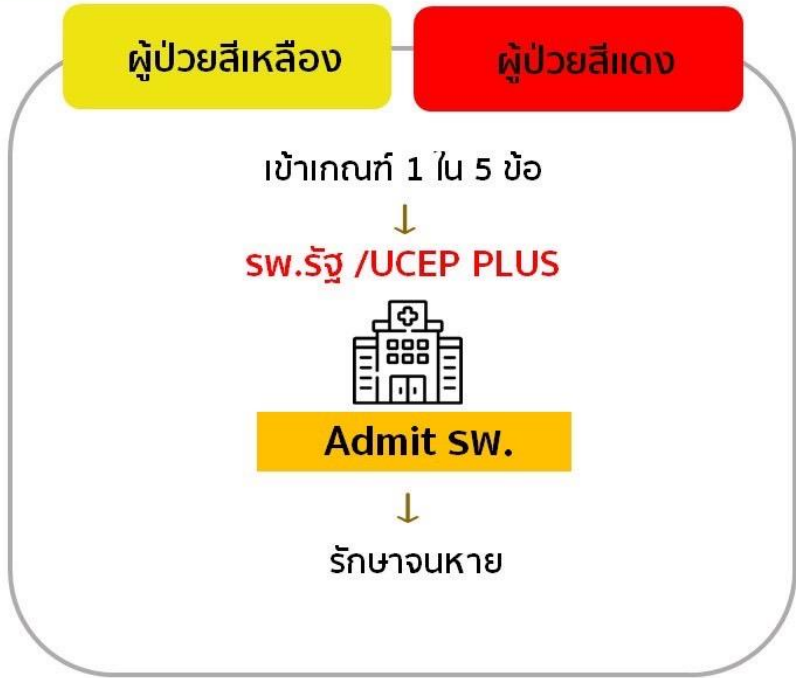 ผู้ป่วยสีเหลือง
ผู้ป่วยสีแดง
เข้าเกณฑ์ 1 ใน 5 ข้อ
↓
รพ.รัฐ /UCEP PLUS
Admit รพ.
↓
รักษาจนหาย